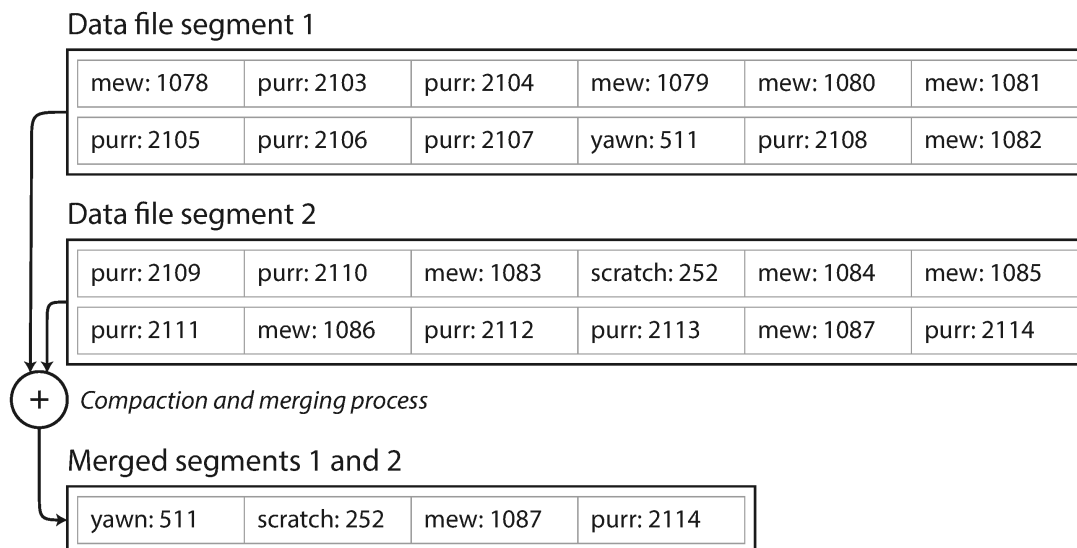 Data file segment 1
mew: 1078 purr: 2103 purr: 2104 mew: 1079 mew: 1080 mew: 1081
purr: 2105 purr: 2106 purr: 2107 yawn: 511 purr: 2108 mew: 1082
Data file segment 2
purr: 2109 purr: 2110 mew: 1083 scratch: 252 mew: 1084 mew: 1085
purr: 2111 mew: 1086 purr: 2112 purr: 2113 mew: 1087 purr: 2114
+ Compaction and merging process
Merged segments 1 and 2
yawn: 511 scratch: 252 mew: 1087 purr: 2114